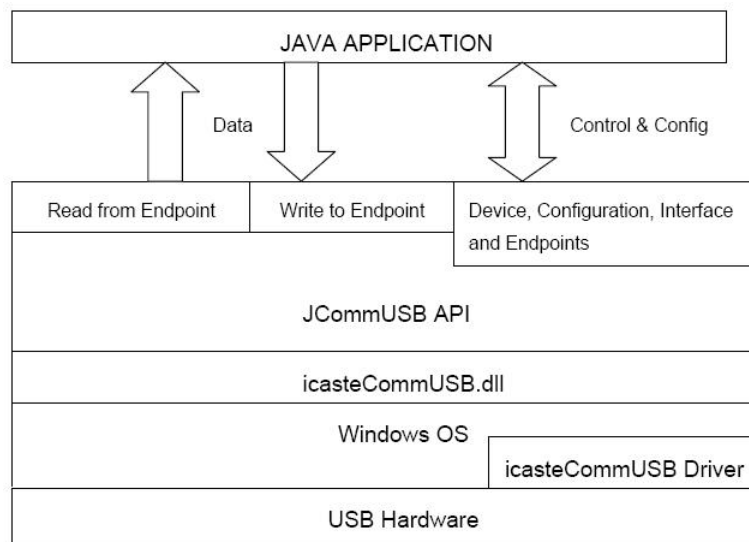 JAVA APPLICATION
Data
Control & Config
Read from Endpoint
Write to Endpoint
Device, Configuration, Interface
and Endpoints
JCommUSB API
icasteCommUSB.dll
Windows OS
icasteCommUSB Driver
USB Hardware